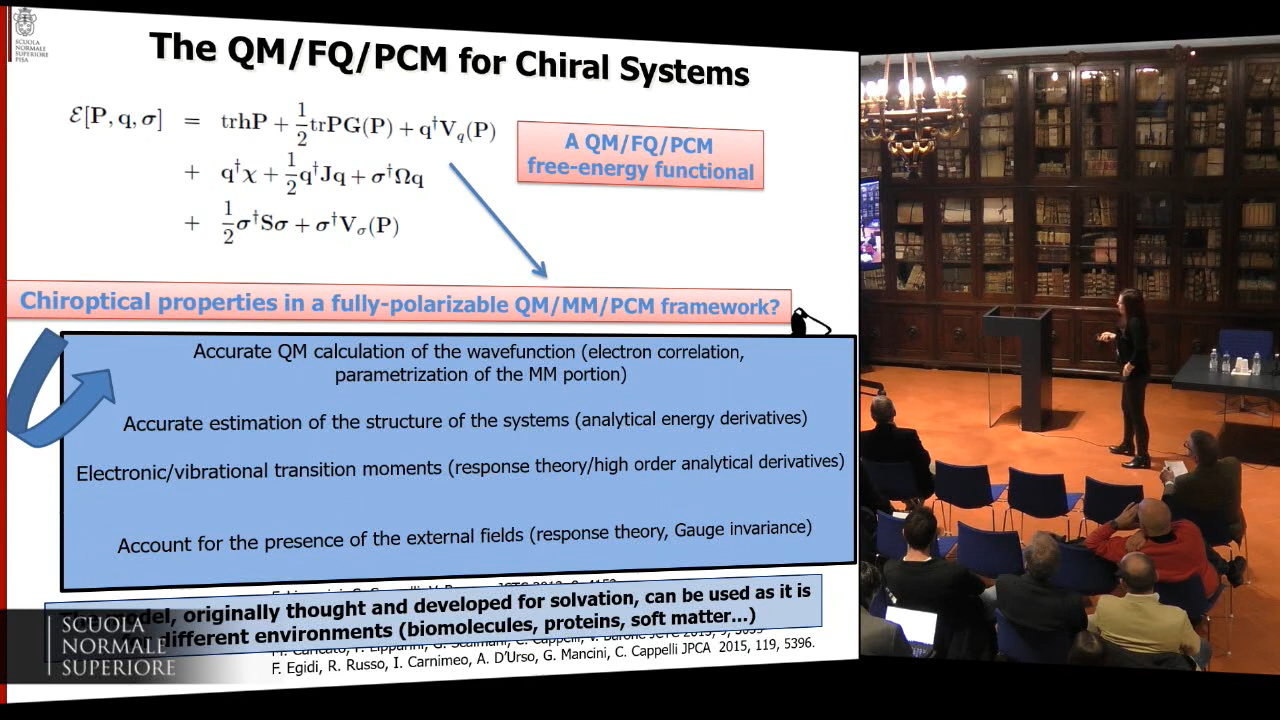 SCUOLA
NORMALE
SUPERIORE
PISA
The QM/FQ/PCM for Chiral Systems
ℰ[P, q, σ] = trhP + 1/2 trPG(P) + q†V_q(P)
+ q†χ + 1/2 q†Jq + σ†Ωq
+ 1/2 σ†Sσ + σ†V_σ(P)
A QM/FQ/PCM
free-energy functional
Chiroptical properties in a fully-polarizable QM/MM/PCM framework?
Accurate QM calculation of the wavefunction (electron correlation,
parametrization of the MM portion)
Accurate estimation of the structure of the systems (analytical energy derivatives)
Electronic/vibrational transition moments (response theory/high order analytical derivatives)
Account for the presence of the external fields (response theory, Gauge invariance)
model, originally thought and developed for solvation, can be used as it is
different environments (biomolecules, proteins, soft matter...)
F. Egidi, R. Russo, I. Carnimeo, A. D'Urso, G. Mancini, C. Cappelli JPCA 2015, 119, 5396.
SCUOLA
NORMALE
SUPERIORE